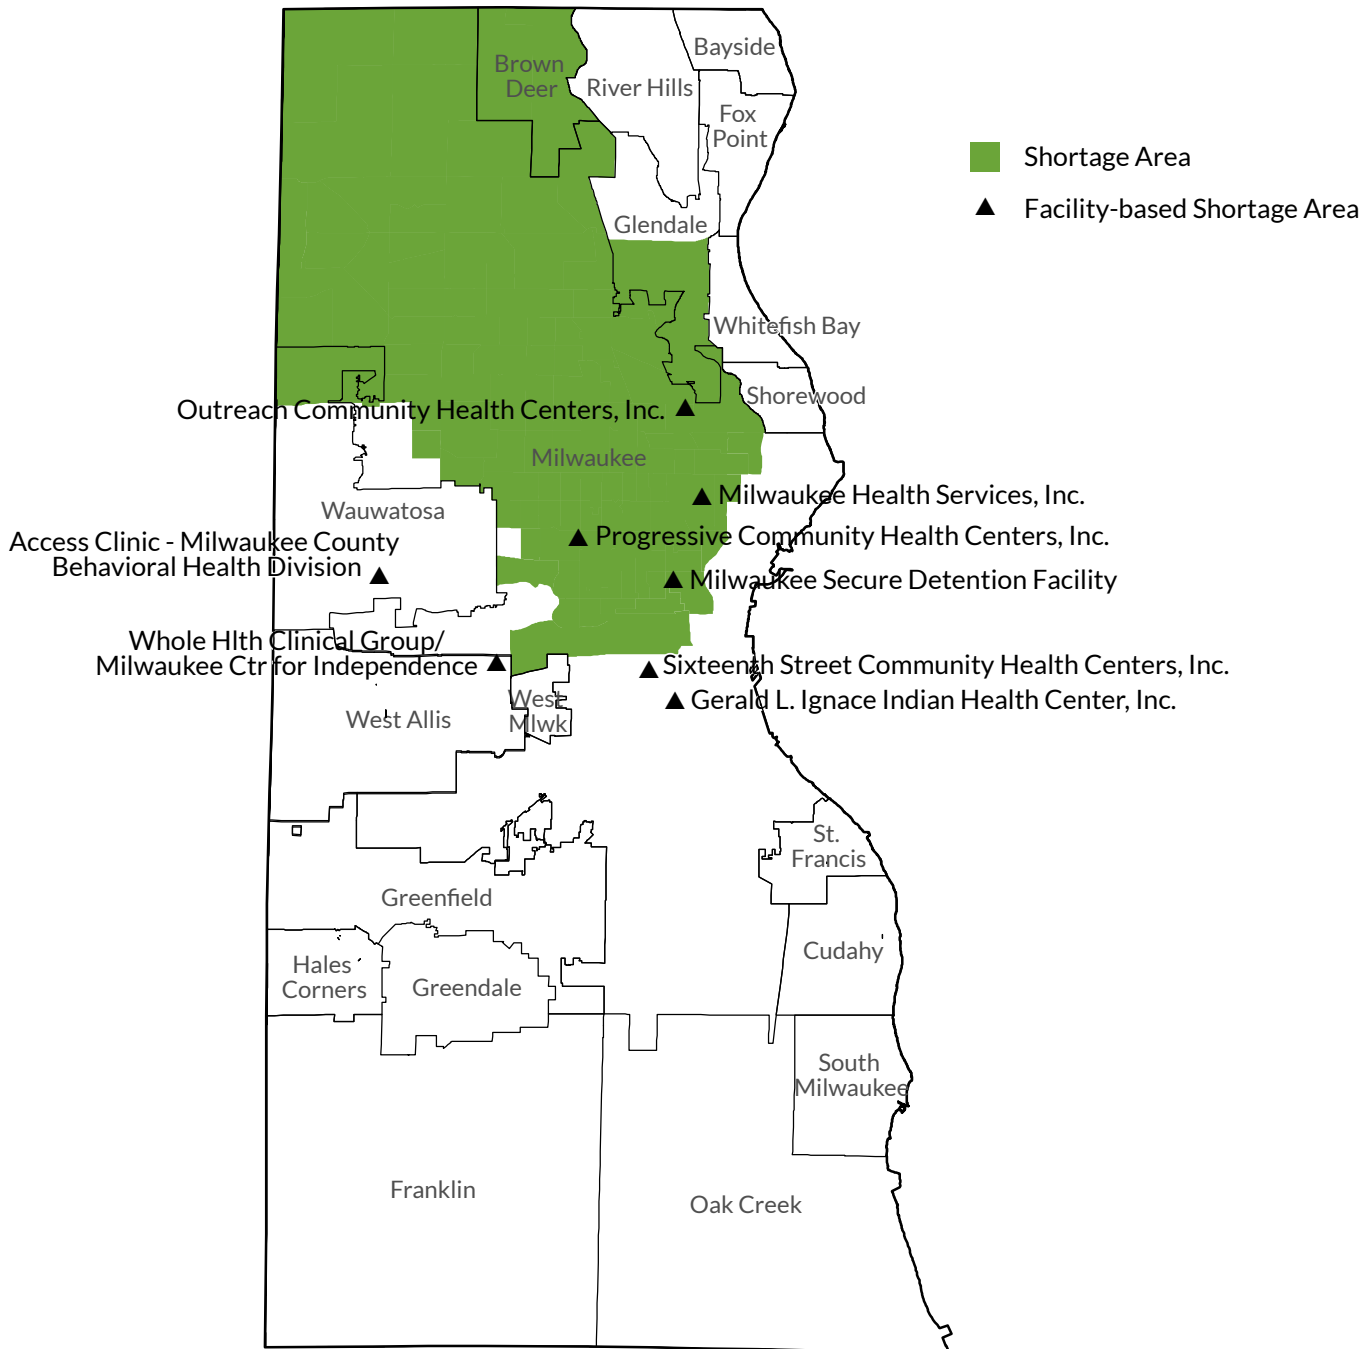 Bayside
Brown
Deer
River Hills
Fox
Point
Shortage Area
Facility-based Shortage Area
Glendale
Whitefish Bay
Shorewood
Outreach Community Health Centers, Inc.
Milwaukee
Milwaukee Health Services, Inc.
Wauwatosa
Progressive Community Health Centers, Inc.
Access Clinic - Milwaukee County
Behavioral Health Division
Milwaukee Secure Detention Facility
Whole Hlth Clinical Group/
Milwaukee Ctr for Independence
Sixteenth Street Community Health Centers, Inc.
Gerald L. Ignace Indian Health Center, Inc.
West
Mlwk
West Allis
St.
Francis
Greenfield
Cudahy
Hales
Corners
Greendale
South
Milwaukee
Franklin
Oak Creek